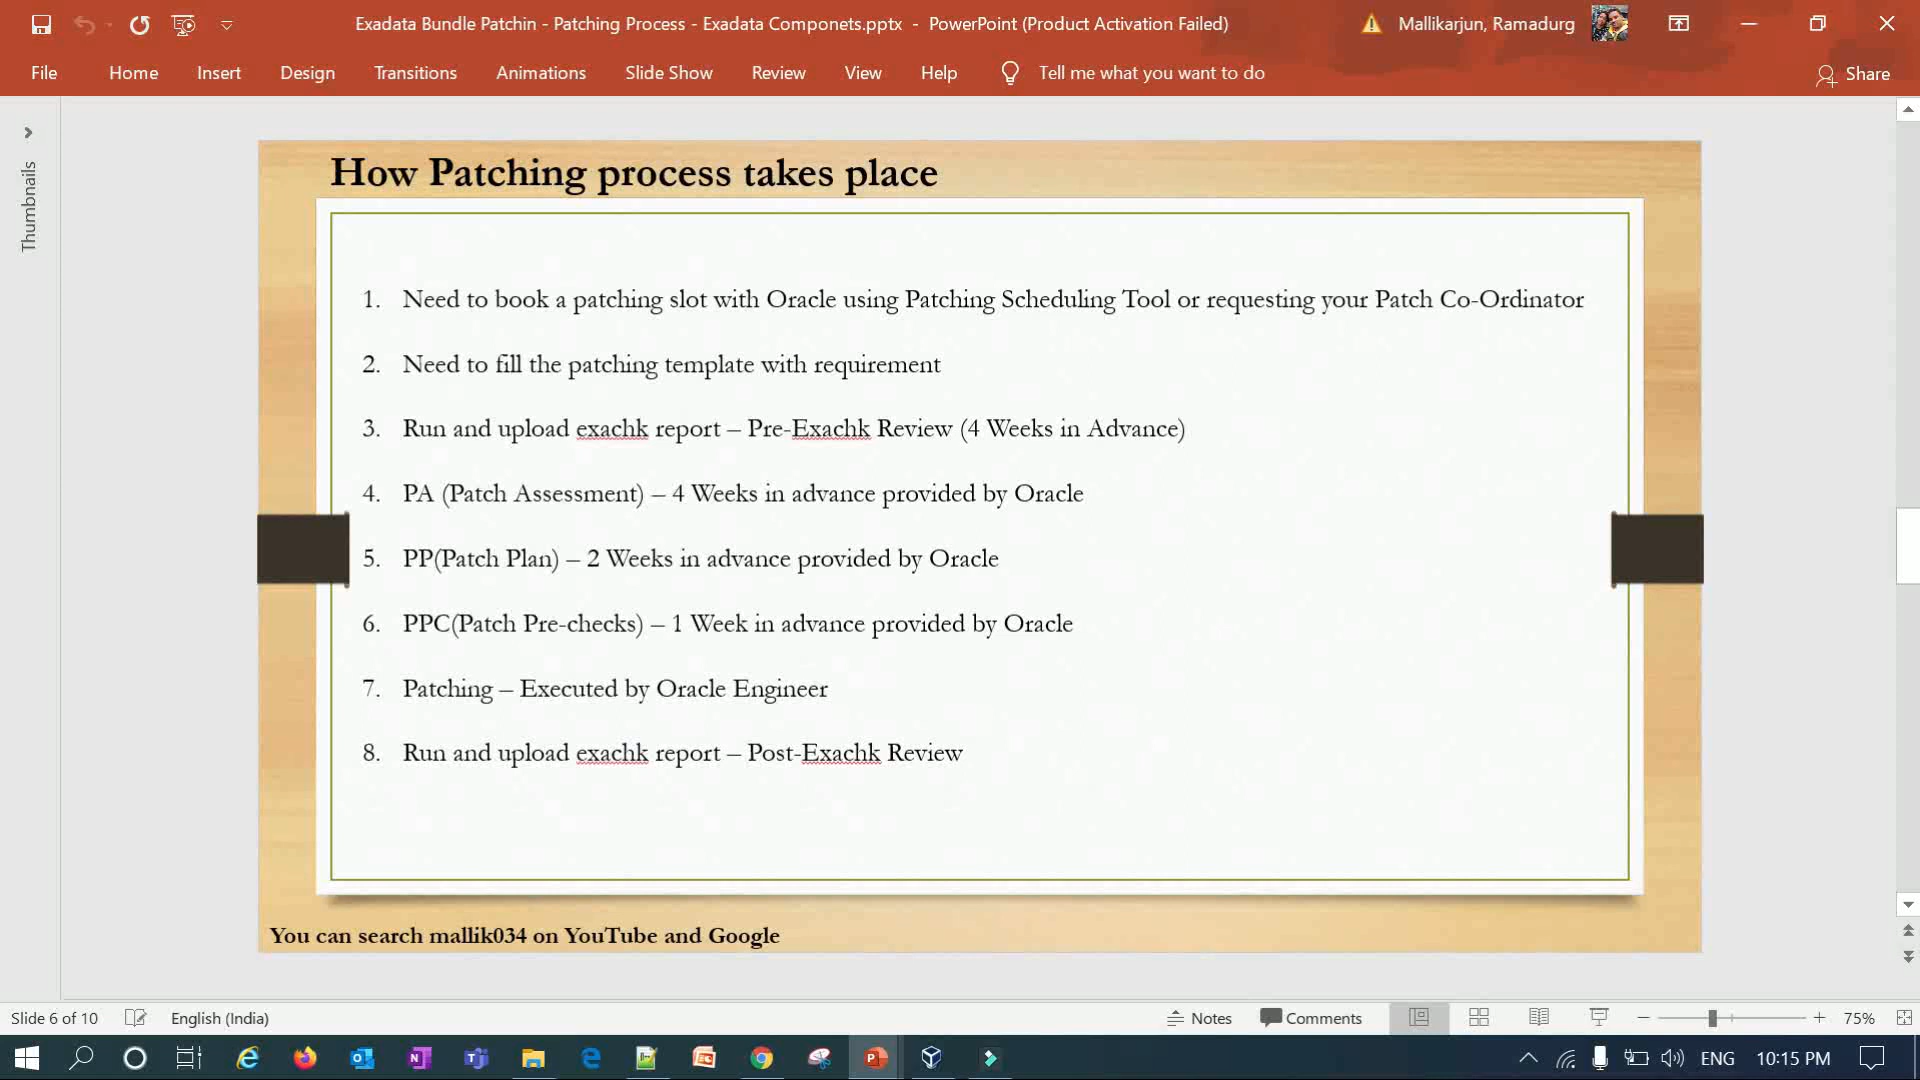 Exadata Bundle Patchin - Patching Process - Exadata Componets.pptx - PowerPoint (Product Activation Failed)
Mallikarjun, Ramadurg
File Home Insert Design Transitions Animations Slide Show Review View Help Tell me what you want to do
Share
Thumbnails
How Patching process takes place
1. Need to book a patching slot with Oracle using Patching Scheduling Tool or requesting your Patch Co-Ordinator
2. Need to fill the patching template with requirement
3. Run and upload exachk report – Pre-Exachk Review (4 Weeks in Advance)
4. PA (Patch Assessment) – 4 Weeks in advance provided by Oracle
5. PP(Patch Plan) – 2 Weeks in advance provided by Oracle
6. PPC(Patch Pre-checks) – 1 Week in advance provided by Oracle
7. Patching – Executed by Oracle Engineer
8. Run and upload exachk report – Post-Exachk Review
You can search mallik034 on YouTube and Google
Slide 6 of 10 English (India) Notes Comments 75%
ENG 10:15 PM